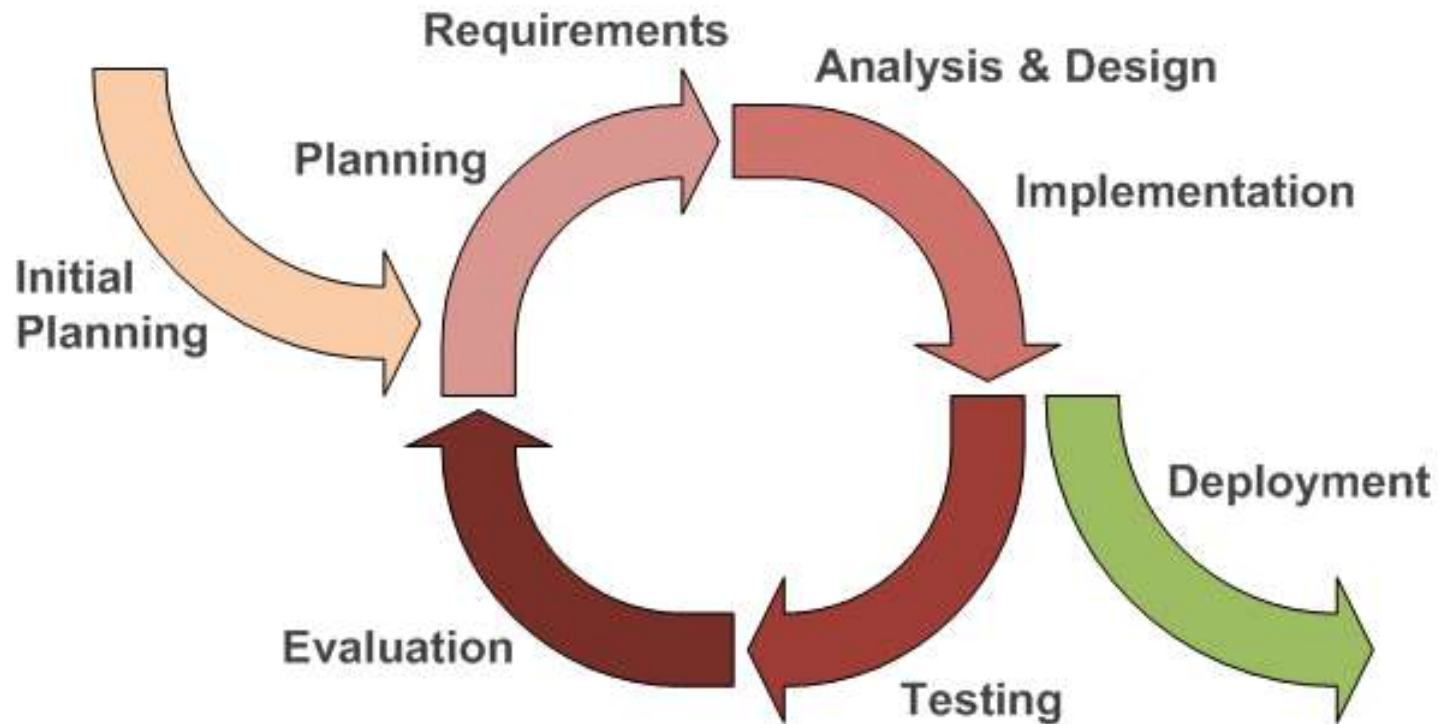 Requirements
Analysis & Design
Planning
Implementation
Initial
Planning
Deployment
Evaluation
Testing